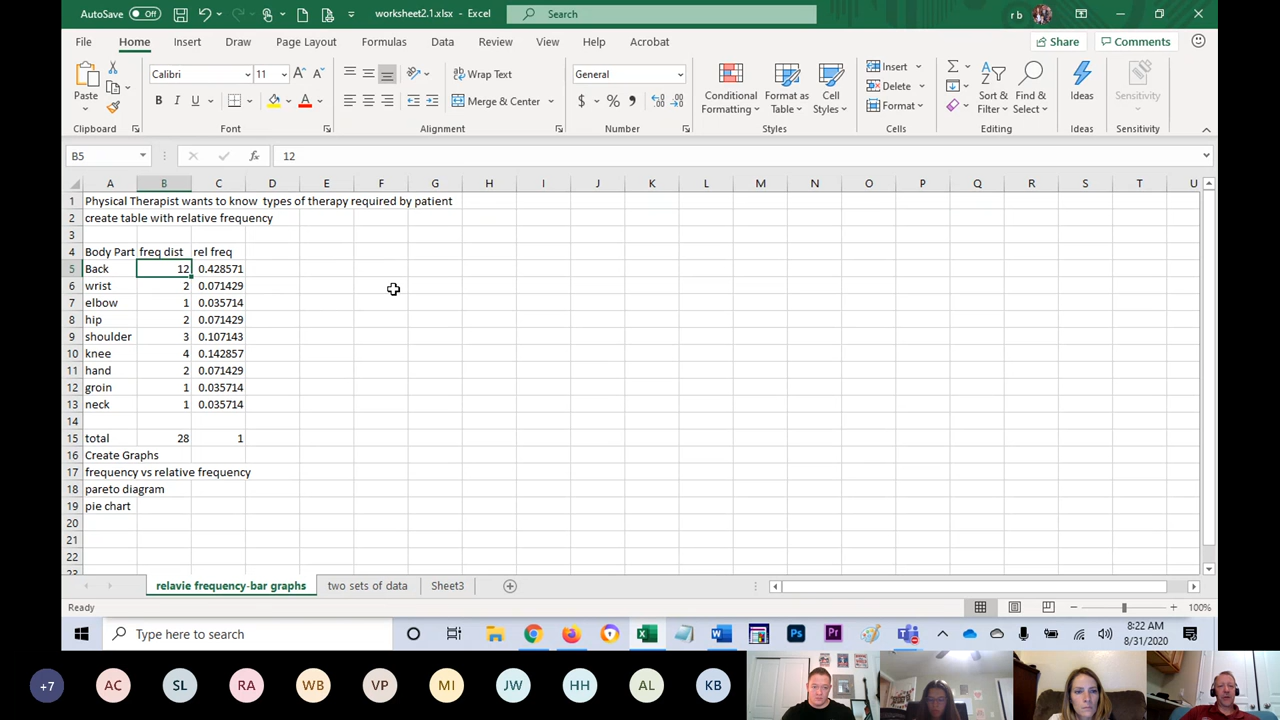 AutoSave Off worksheet2.1.xlsx - Excel Search r b
File Home Insert Draw Page Layout Formulas Data Review View Help Acrobat Share Comments
Paste Calibri 11 Wrap Text General Insert
B I U Merge & Center $ % Conditional Formatting Format as Table Cell Styles Delete Format Sort & Filter Find & Select Ideas Sensitivity
Clipboard Font Alignment Number Styles Cells Editing Ideas Sensitivity
B5 fx 12
A B C D E F G H I J K L M N O P Q R S T U
1 Physical Therapist wants to know types of therapy required by patient
2 create table with relative frequency
3
4 Body Part freq dist rel freq
5 Back 12 0.428571
6 wrist 2 0.071429
7 elbow 1 0.035714
8 hip 2 0.071429
9 shoulder 3 0.107143
10 knee 4 0.142857
11 hand 2 0.071429
12 groin 1 0.035714
13 neck 1 0.035714
14
15 total 28 1
16 Create Graphs
17 frequency vs relative frequency
18 pareto diagram
19 pie chart
20
21
22
23
relavie frequency-bar graphs two sets of data Sheet3
Ready 100%
Type here to search 8:22 AM
8/31/2020
+7 AC SL RA WB VP MI JW HH AL KB